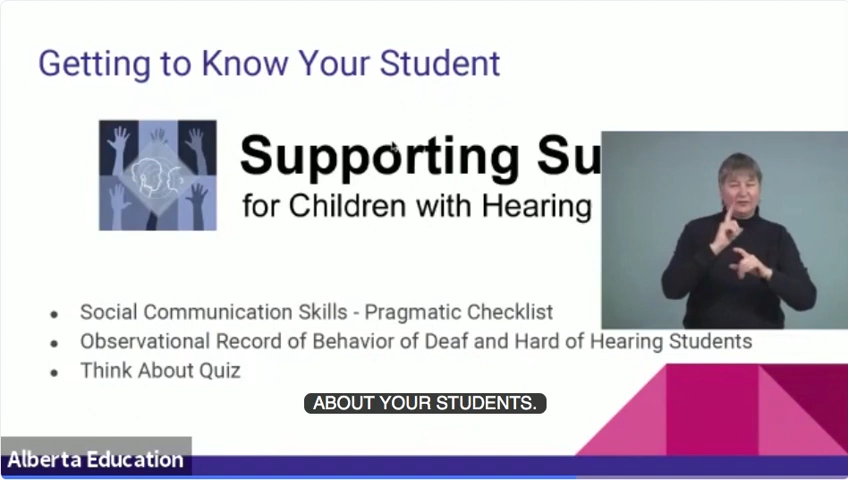 Getting to Know Your Student
Supporting Su
for Children with Hearing
• Social Communication Skills - Pragmatic Checklist
• Observational Record of Behavior of Deaf and Hard of Hearing Students
• Think About Quiz
ABOUT YOUR STUDENTS.
Alberta Education